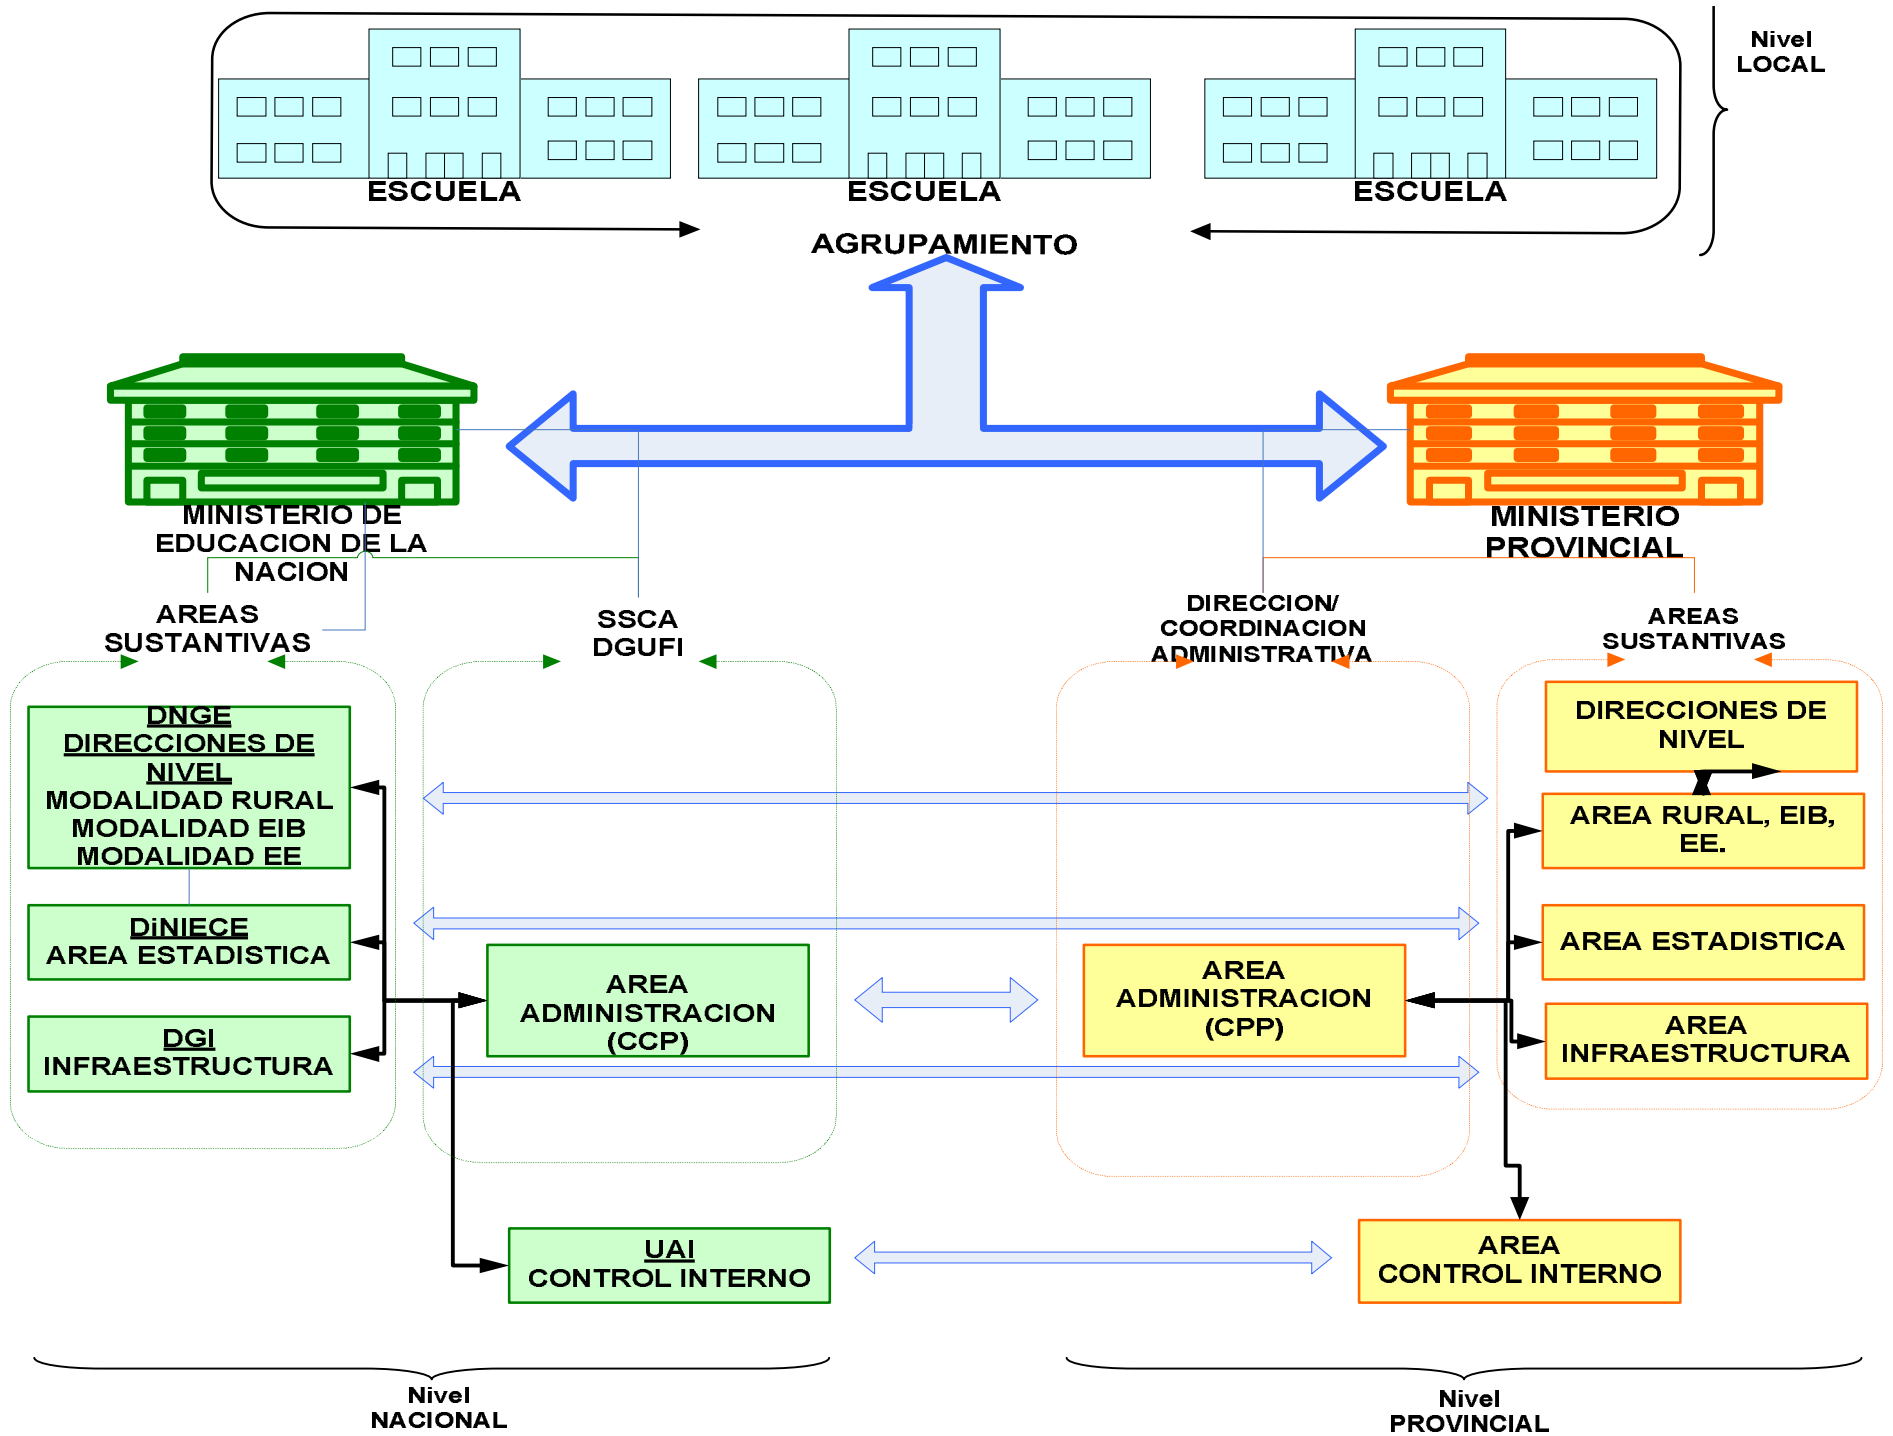 Nivel
LOCAL
ESCUELA
ESCUELA
ESCUELA
AGRUPAMIENTO
MINISTERIO DE
EDUCACION DE LA
NACION
MINISTERIO
PROVINCIAL
AREAS
SUSTANTIVAS
SSCA
DGUFI
DIRECCION/
COORDINACION
ADMINISTRATIVA
AREAS
SUSTANTIVAS
DNGE
DIRECCIONES DE
NIVEL
MODALIDAD RURAL
MODALIDAD EIB
MODALIDAD EE
DiNIECE
AREA ESTADISTICA
DGI
INFRAESTRUCTURA
AREA
ADMINISTRACION
(CCP)
AREA
ADMINISTRACION
(CPP)
DIRECCIONES DE
NIVEL
AREA RURAL, EIB,
EE.
AREA ESTADISTICA
AREA
INFRAESTRUCTURA
UAI
CONTROL INTERNO
AREA
CONTROL INTERNO
Nivel
NACIONAL
Nivel
PROVINCIAL